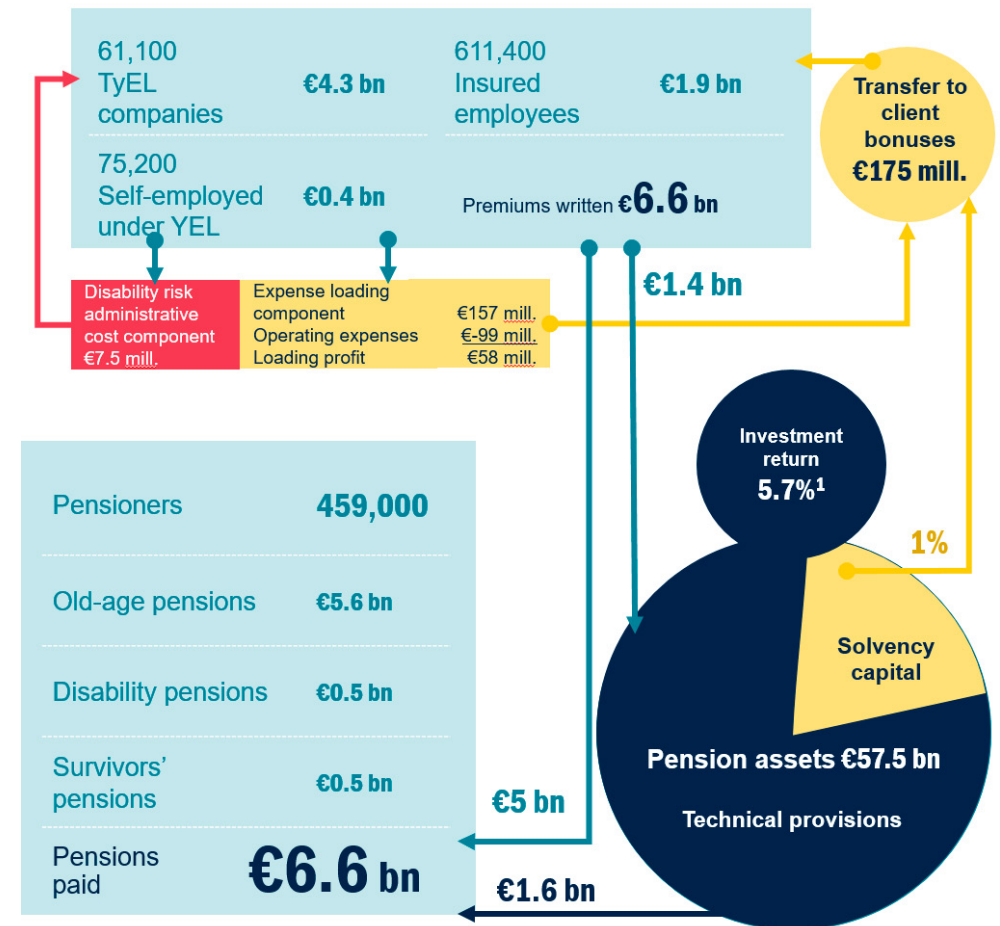 61,100
TyEL
companies
€4.3 bn
611,400
Insured
employees
€1.9 bn
75,200
Self-employed
under YEL
€0.4 bn
Premiums written €6.6 bn
Transfer to
client
bonuses
€175 mill.
Disability risk
administrative
cost component
€7.5 mill.
Expense loading
component €157 mill.
Operating expenses €-99 mill.
Loading profit €58 mill.
€1.4 bn
Investment
return
5.7%¹
1%
Solvency
capital
Pension assets €57.5 bn
Technical provisions
Pensioners 459,000
Old-age pensions €5.6 bn
Disability pensions €0.5 bn
Survivors'
pensions
€0.5 bn
Pensions
paid
€6.6 bn
€5 bn
€1.6 bn